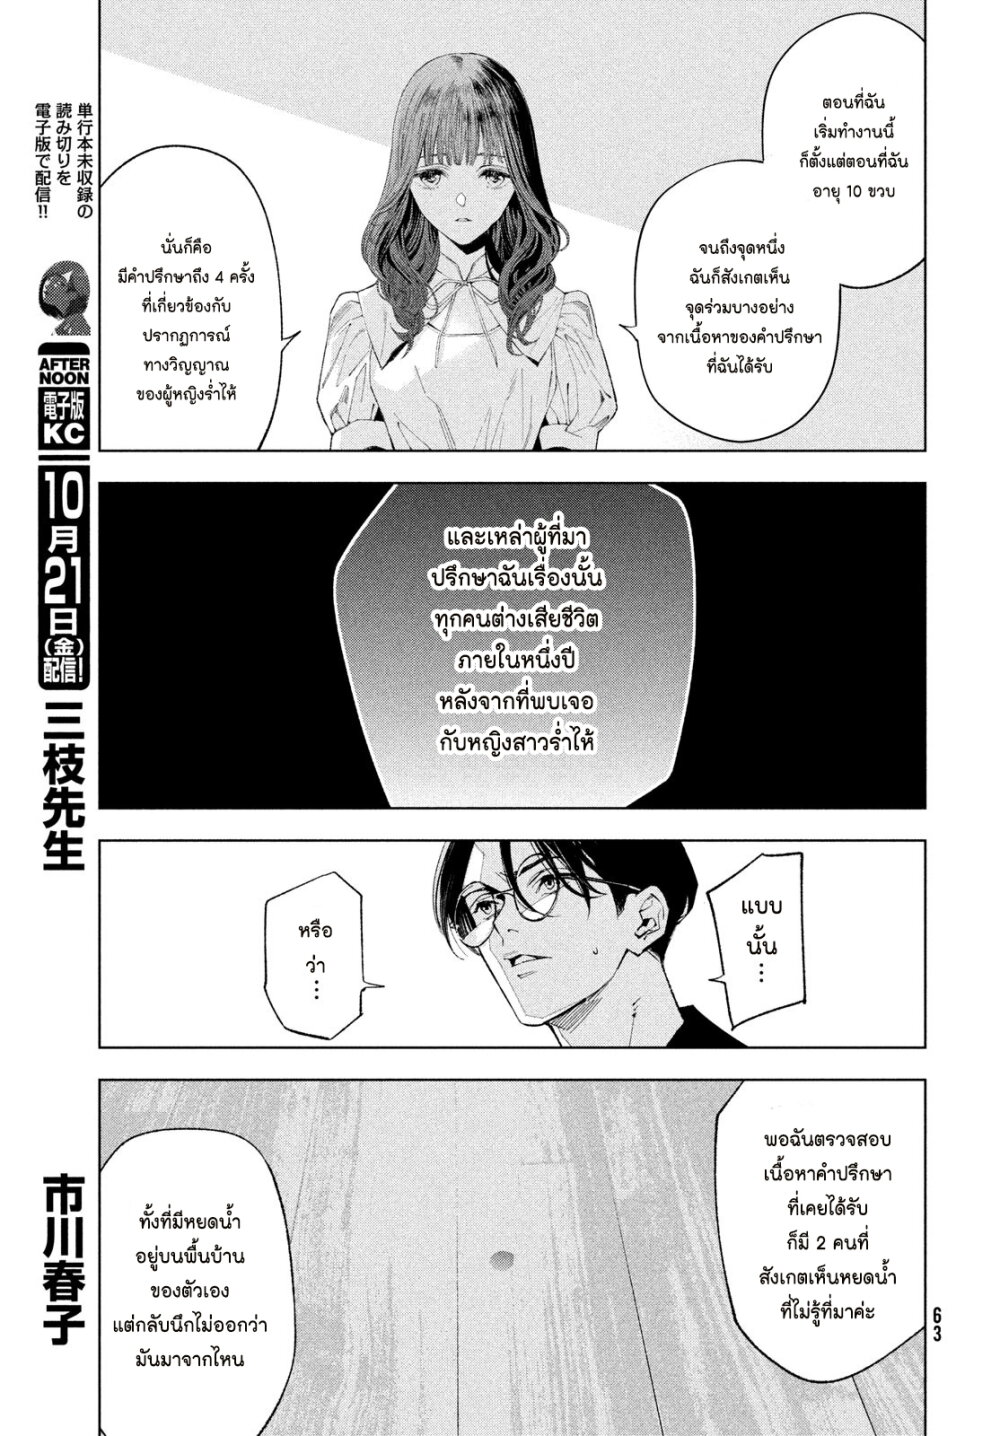 ตอนที่ฉัน
เริ่มทำงานนี้
ก็ตั้งแต่ตอนที่ฉัน
อายุ 10 ขวบ
จนถึงจุดหนึ่ง
ฉันก็สังเกตเห็น
จุดร่วมบางอย่าง
จากเนื้อหาของคำปรึกษา
ที่ฉันได้รับ
นั่นก็คือ
มีคำปรึกษาถึง 4 ครั้ง
ที่เกี่ยวข้องกับ
ปรากฏการณ์
ทางวิญญาณ
ของผู้หญิงร่ำไห้
และเหล่าผู้ที่มา
ปรึกษาฉันเรื่องนั้น
ทุกคนต่างเสียชีวิต
ภายในหนึ่งปี
หลังจากที่พบเจอ
กับหญิงสาวร่ำไห้
แบบ
นั้น
...
หรือ
ว่า
...
พอฉันตรวจสอบ
เนื้อหาคำปรึกษา
ที่เคยได้รับ
ก็มี 2 คนที่
สังเกตเห็นหยดน้ำ
ที่ไม่รู้ที่มาค่ะ
ทั้งที่มีหยดน้ำ
อยู่บนพื้นบ้าน
ของตัวเอง
แต่กลับนึกไม่ออกว่า
มันมาจากไหน
単行本未収録の
読み切りを
電子版で配信!!
AFTER
NOON
電子版
KC
10
月
21
日
(金)
配信!
三枝先生
市川春子
63